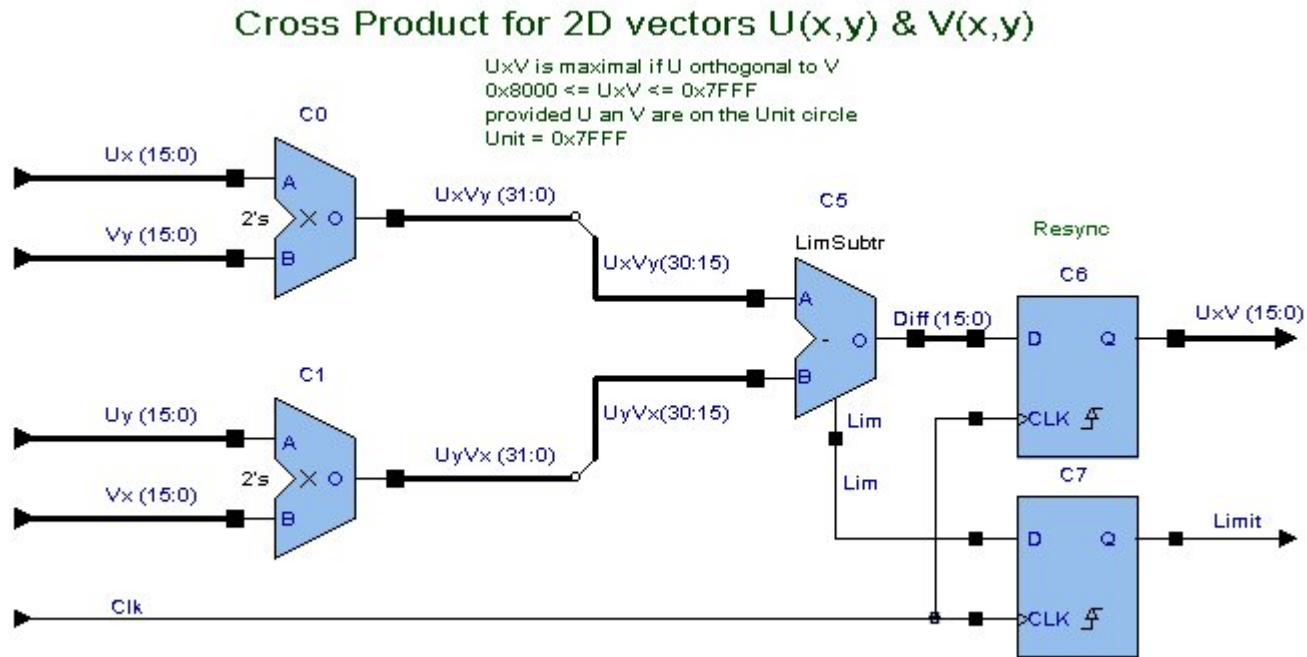 Cross Product for 2D vectors U(x,y) & V(x,y)
UxV is maximal if U orthogonal to V
0x8000 <= UxV <= 0x7FFF
provided U an V are on the Unit circle
Unit = 0x7FFF
C0
Ux (15:0)
A
2's
X
O
Vy (15:0)
B
UxVy (31:0)
UxVy(30:15)
C5
LimSubtr
A
-
O
B
Diff (15:0)
Resync
C6
D
Q
CLK
UxV (15:0)
C1
Uy (15:0)
A
2's
X
O
Vx (15:0)
B
UyVx (31:0)
UyVx(30:15)
Lim
Lim
C7
D
Q
CLK
Limit
Clk